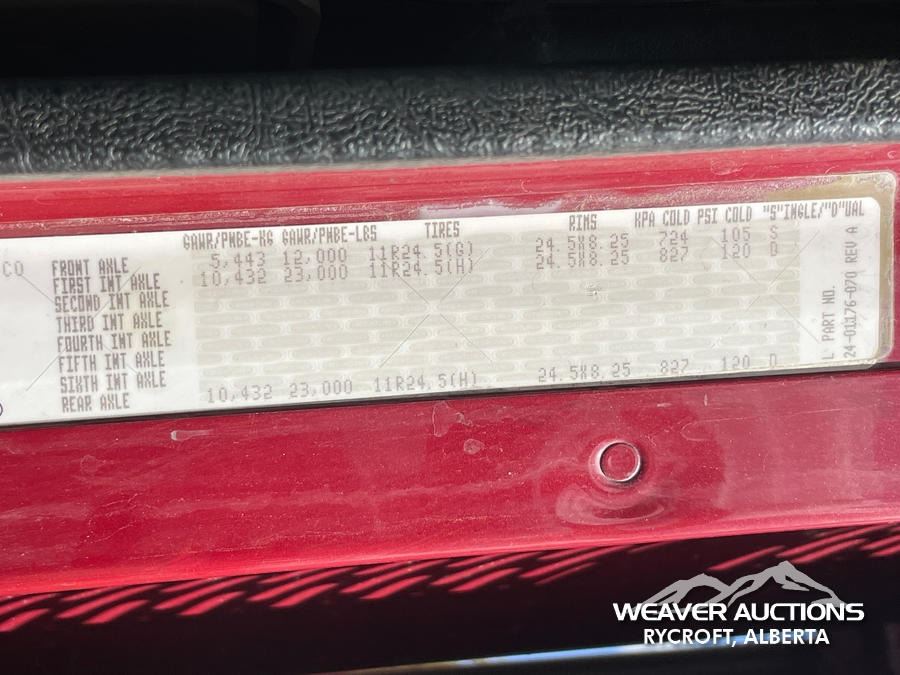 GAWR/PNBE-KG GAWR/PNBE-LBS TIRES RIMS KPA COLD PSI COLD "S"INGLE/"D"UAL
CO FRONT AXLE 5,443 12,000 11R24.5(G) 24.5X8.25 724 105 S
FIRST INT AXLE 10,432 23,000 11R24.5(H) 24.5X8.25 827 120 D
SECOND INT AXLE
THIRD INT AXLE
FOURTH INT AXLE
FIFTH INT AXLE
SIXTH INT AXLE
REAR AXLE 10,432 23,000 11R24.5(H) 24.5X8.25 827 120 D
L PART NO.
24-01176-070 REV A
WEAVER AUCTIONS
RYCROFT, ALBERTA